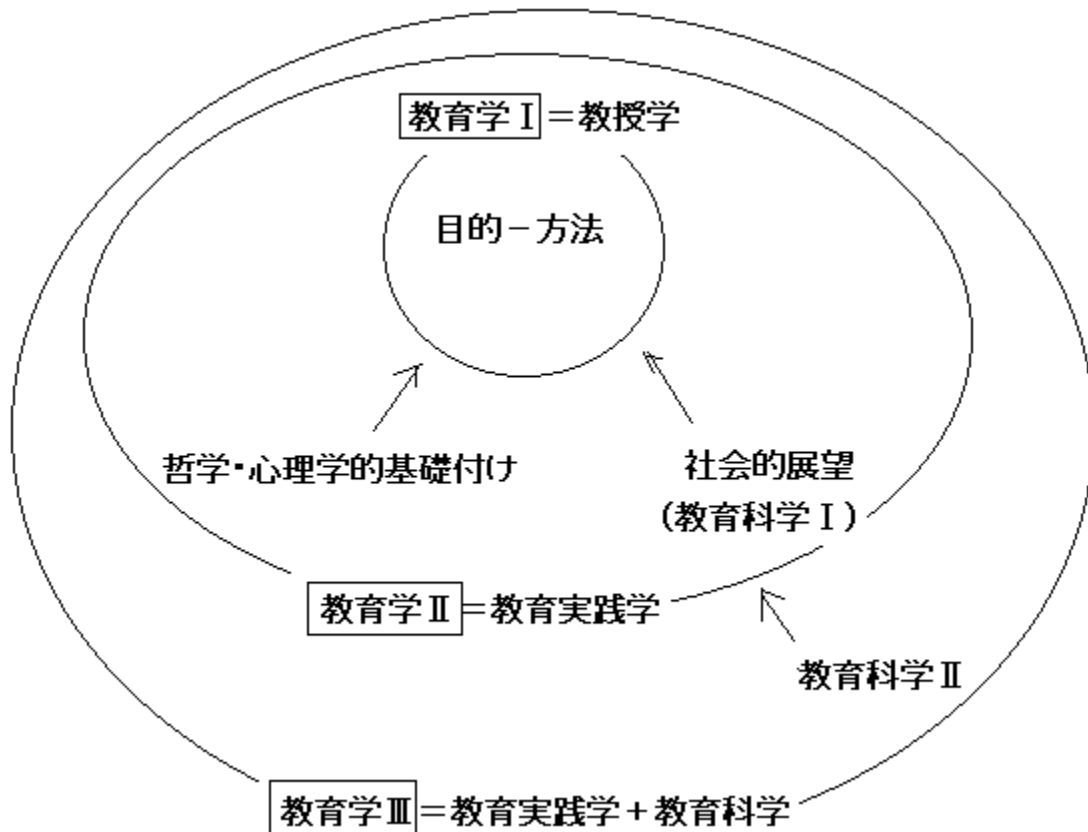 教育学Ⅰ＝教授学
目的－方法
哲学・心理学的基礎付け
社会的展望
(教育科学Ⅰ)
教育学Ⅱ＝教育実践学
教育科学Ⅱ
教育学Ⅲ＝教育実践学＋教育科学